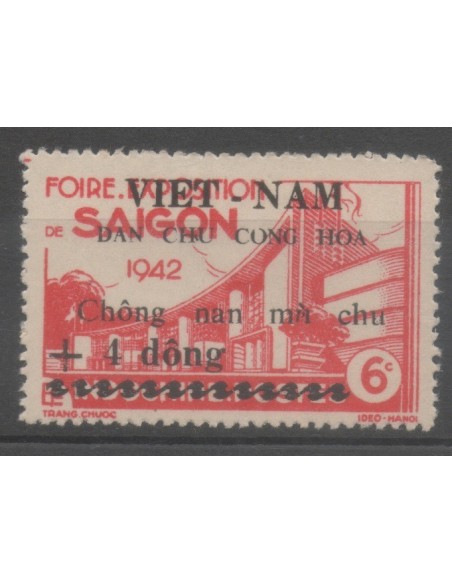 FOIRE.EXPOSITION
VIET-NAM
DE SAIGON
DAN CHU CONG HOA
1942
Chông nan mri chu
+ 4 dông
6c
TRANG.CHUOC
IDEO-HANOI